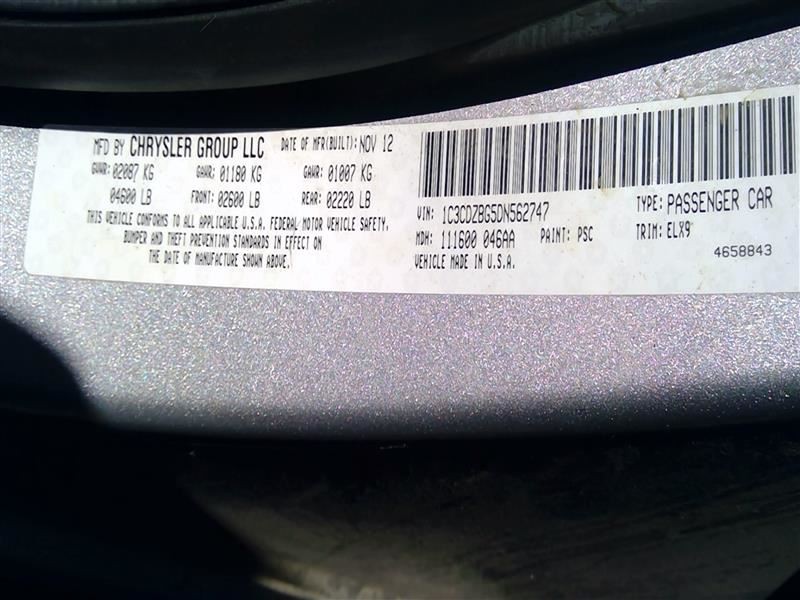 MFD BY CHRYSLER GROUP LLC DATE OF MFR(BUILT): NOV 12
GVWR: 02087 KG GAWR: 01180 KG GAWR: 01007 KG
04600 LB FRONT: 02600 LB REAR: 02220 LB
THIS VEHICLE CONFORMS TO ALL APPLICABLE U.S.A. FEDERAL MOTOR VEHICLE SAFETY,
BUMPER AND THEFT PREVENTION STANDARDS IN EFFECT ON
THE DATE OF MANUFACTURE SHOWN ABOVE.
VIN: 1C3CDZBG5DN562747 TYPE: PASSENGER CAR
MDH: 111600 046AA PAINT: PSC TRIM: ELX9
VEHICLE MADE IN U.S.A. 4658843